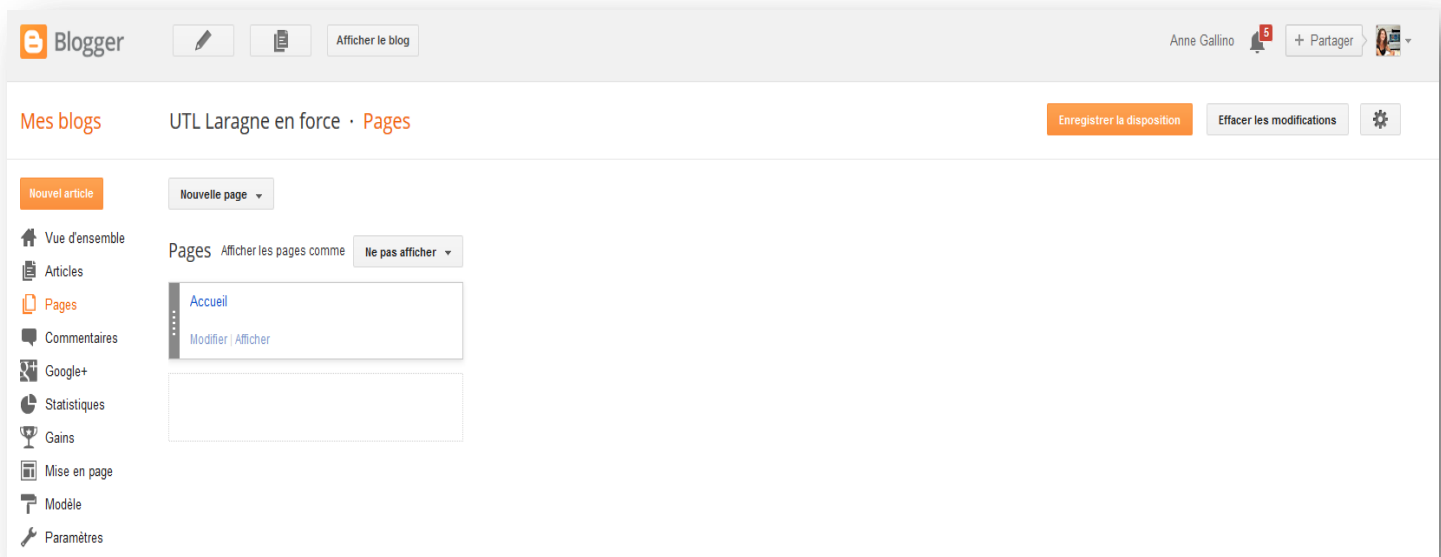 Blogger
Afficher le blog
Anne Gallino
5
+ Partager
Mes blogs
UTL Laragne en force · Pages
Enregistrer la disposition
Effacer les modifications
Nouvel article
Nouvelle page
Vue d'ensemble
Pages Afficher les pages comme
Ne pas afficher
Articles
Pages
Accueil
Modifier | Afficher
Commentaires
Google+
Statistiques
Gains
Mise en page
Modèle
Paramètres